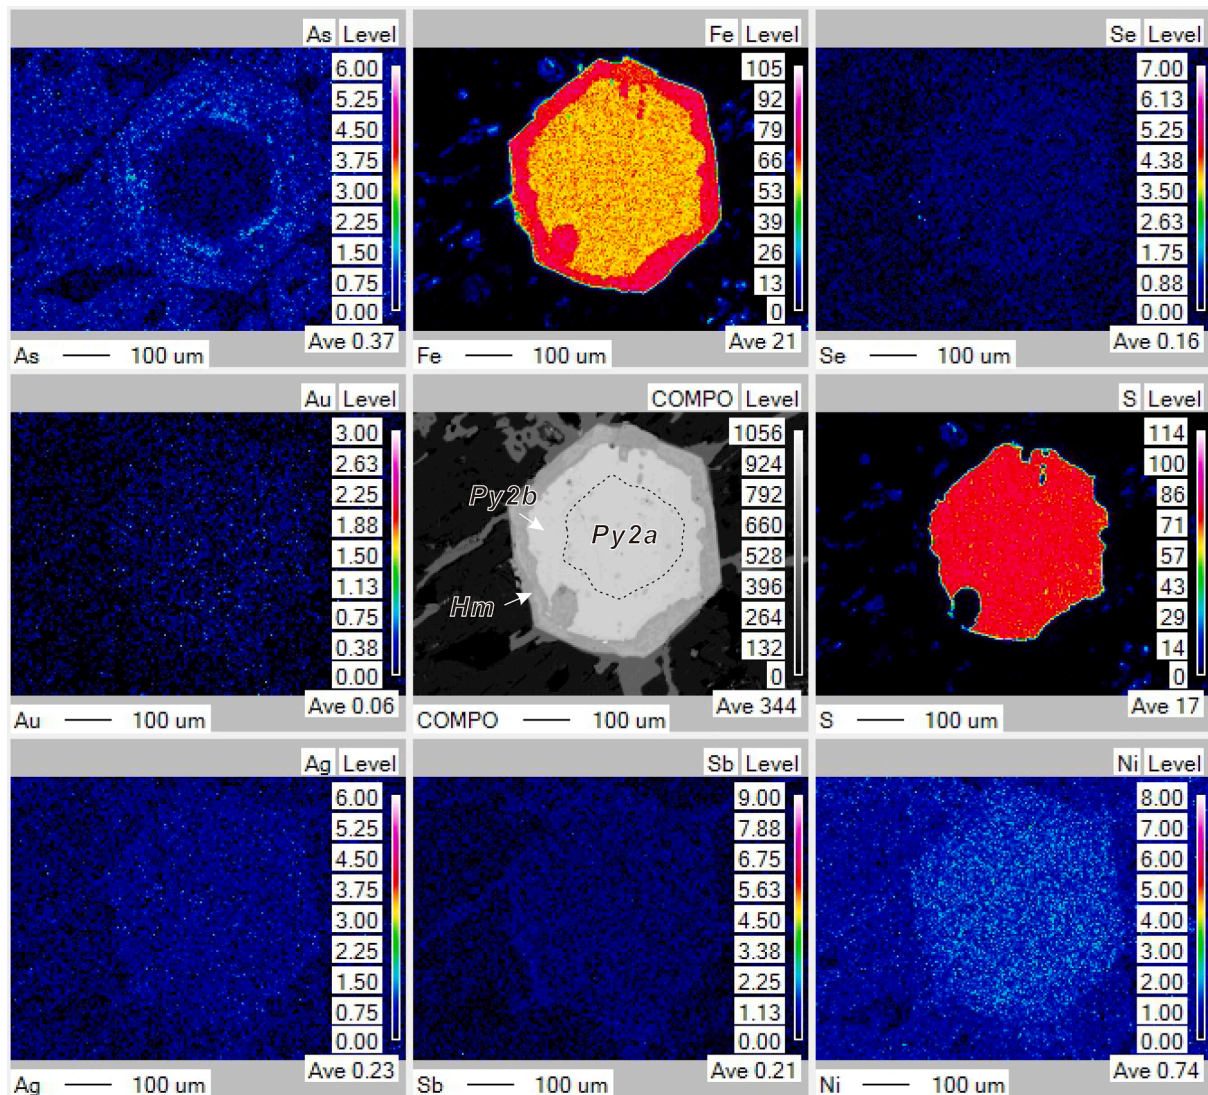 As Level
6.00
5.25
4.50
3.75
3.00
2.25
1.50
0.75
0.00
Ave 0.37
As 100 um
Fe Level
105
92
79
66
53
39
26
13
0
Ave 21
Fe 100 um
Se Level
7.00
6.13
5.25
4.38
3.50
2.63
1.75
0.88
0.00
Ave 0.16
Se 100 um
Au Level
3.00
2.63
2.25
1.88
1.50
1.13
0.75
0.38
0.00
Ave 0.06
Au 100 um
COMPO Level
1056
924
792
660
528
396
264
132
0
Py2b
Py2a
Hm
Ave 344
COMPO 100 um
S Level
114
100
86
71
57
43
29
14
0
Ave 17
S 100 um
Ag Level
6.00
5.25
4.50
3.75
3.00
2.25
1.50
0.75
0.00
Ave 0.23
Ag 100 um
Sb Level
9.00
7.88
6.75
5.63
4.50
3.38
2.25
1.13
0.00
Ave 0.21
Sb 100 um
Ni Level
8.00
7.00
6.00
5.00
4.00
3.00
2.00
1.00
0.00
Ave 0.74
Ni 100 um